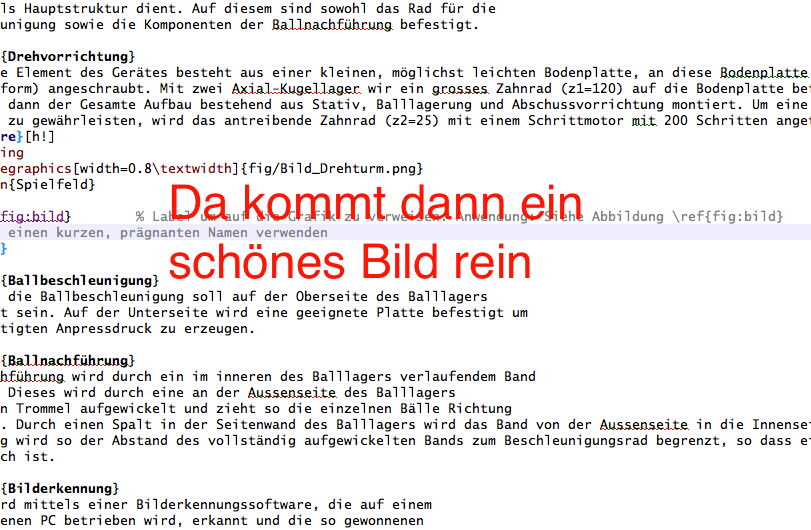 ls Hauptstruktur dient. Auf diesem sind sowohl das Rad für die
unigung sowie die Komponenten der Ballnachführung befestigt.
{Drehvorrichtung}
e Element des Gerätes besteht aus einer kleinen, möglichst leichten Bodenplatte, an diese Bodenplatte
form) angeschraubt. Mit zwei Axial-Kugellager wir ein grosses Zahnrad (z1=120) auf die Bodenplatte be
dann der Gesamte Aufbau bestehend aus Stativ, Balllagerung und Abschussvorrichtung montiert. Um eine
zu gewährleisten, wird das antreibende Zahnrad (z2=25) mit einem Schrittmotor mit 200 Schritten anget
re}[h!]
ing
egraphics[width=0.8\textwidth]{fig/Bild_Drehturm.png}
n{Spielfeld}
Da kommt dann ein
fig:bild} % Label um auf die Grafik zu verweisen. Anwendung: Siehe Abbildung \ref{fig:bild}
einen kurzen, prägnanten Namen verwenden
}
schönes Bild rein
{Ballbeschleunigung}
die Ballbeschleunigung soll auf der Oberseite des Balllagers
t sein. Auf der Unterseite wird eine geeignete Platte befestigt um
tigten Anpressdruck zu erzeugen.
{Ballnachführung}
hführung wird durch ein im inneren des Balllagers verlaufendem Band
Dieses wird durch eine an der Aussenseite des Balllagers
n Trommel aufgewickelt und zieht so die einzelnen Bälle Richtung
. Durch einen Spalt in der Seitenwand des Balllagers wird das Band von der Aussenseite in die Innense
g wird so der Abstand des vollständig aufgewickelten Bands zum Beschleunigungsrad begrenzt, so dass e
ch ist.
{Bilderkennung}
rd mittels einer Bilderkennungssoftware, die auf einem
enen PC betrieben wird, erkannt und die so gewonnenen